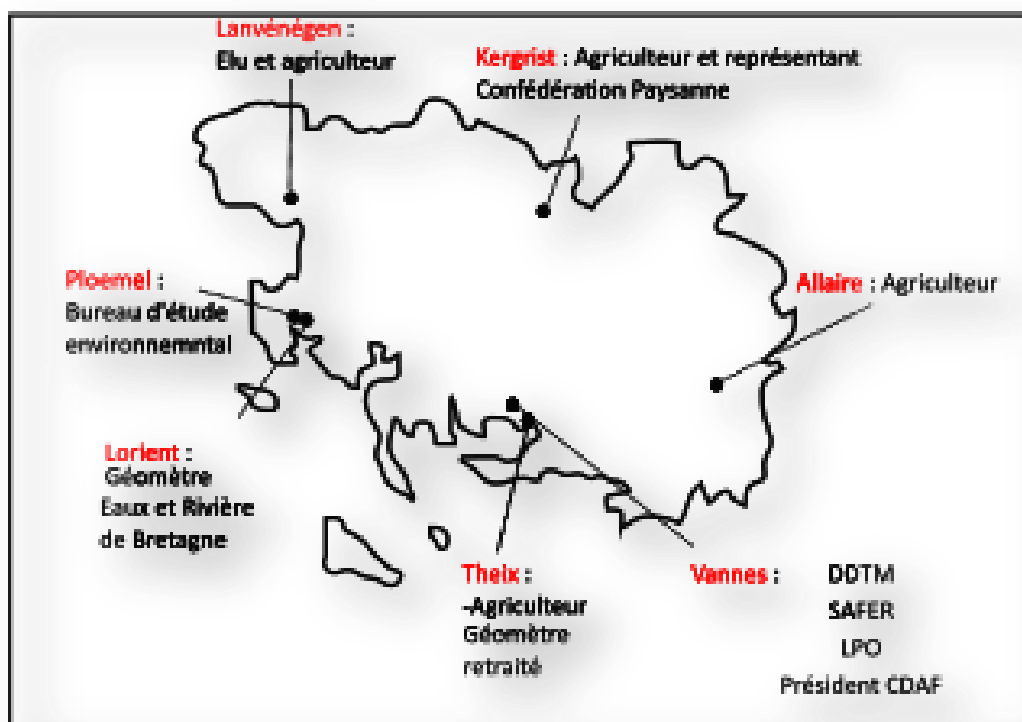 Lanvénégen :
Elu et agriculteur
Kergrist : Agriculteur et représentant
Confédération Paysanne
Ploemel :
Bureau d'étude
environnemntal
Allaire : Agriculteur
Lorient :
Géomètre
Eaux et Rivière
de Bretagne
Theix :
-Agriculteur
Géomètre
retraité
Vannes : DDTM
SAFER
LPO
Président CDAF